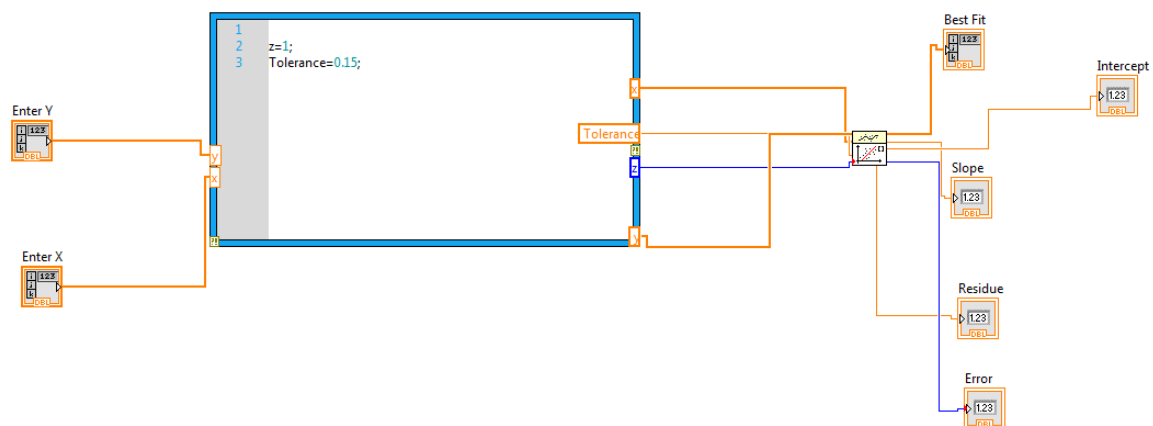 1
2 z=1;
3 Tolerance=0.15;
Enter Y
123
i
j
k
DBL
y
x
Enter X
123
i
j
k
DBL
x
Tolerance
z
y
Best Fit
123
i
j
k
DBL
Intercept
1.23
DBL
Slope
1.23
DBL
Residue
1.23
DBL
Error
1.23
DBL